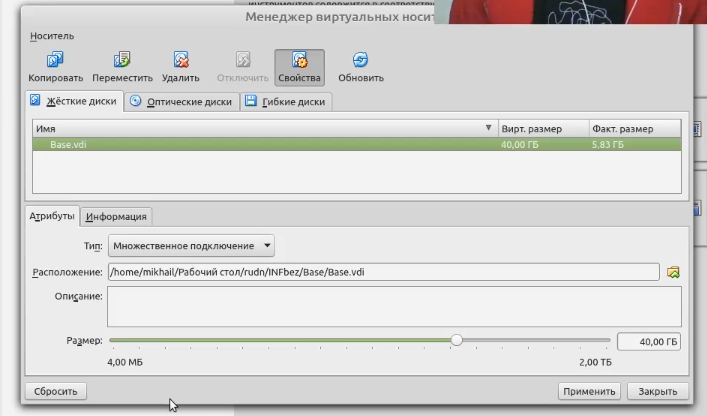 Менеджер виртуальных
Носитель
Копировать Переместить Удалить Отключить Свойства Обновить
Жёсткие диски Оптические диски Гибкие диски
Имя Вирт. размер Факт. размер
Base.vdi 40,00 ГБ 5,83 ГБ
Атрибуты Информация
Тип: Множественное подключение
Расположение: /home/mikhail/Рабочий стол/rudn/INFbez/Base/Base.vdi
Описание:
Размер: 40,00 ГБ
4,00 МБ 2,00 ТБ
Сбросить Применить Закрыть